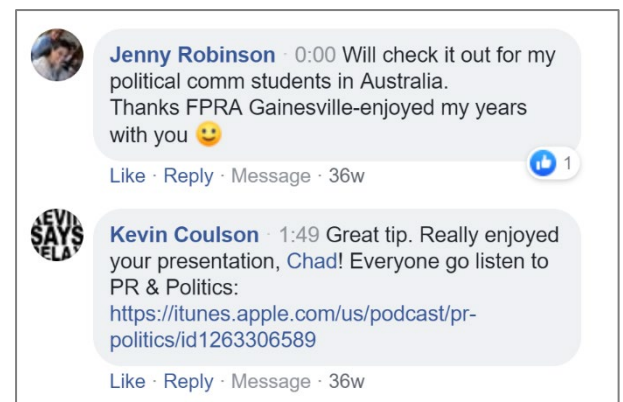 Jenny Robinson · 0:00 Will check it out for my
political comm students in Australia.
Thanks FPRA Gainesville-enjoyed my years
with you 🙂
1
Like · Reply · Message · 36w
SAYS
Kevin Coulson · 1:49 Great tip. Really enjoyed
your presentation, Chad! Everyone go listen to
PR & Politics:
https://itunes.apple.com/us/podcast/pr-
politics/id1263306589
Like · Reply · Message · 36w